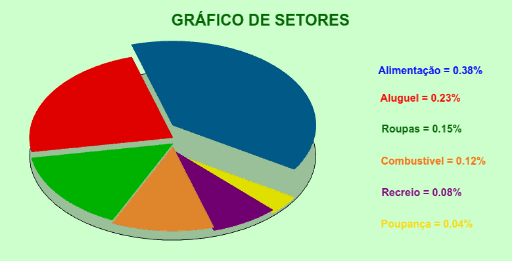 GRÁFICO DE SETORES
Alimentação = 0.38%
Aluguel = 0.23%
Roupas = 0.15%
Combustível = 0.12%
Recreio = 0.08%
Poupança = 0.04%